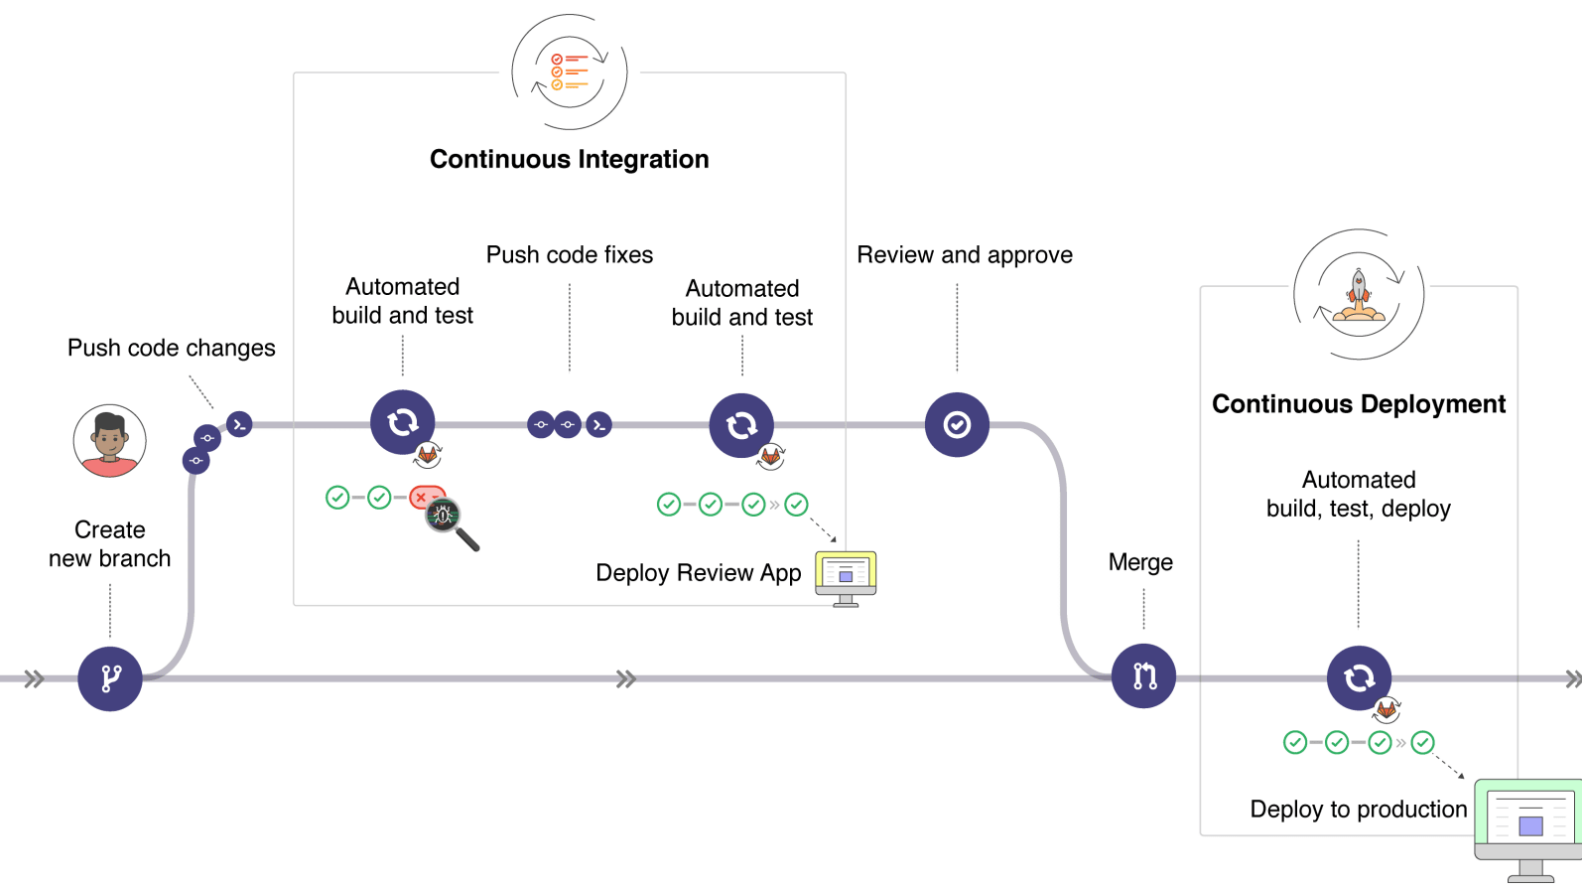 Continuous Integration
Push code fixes
Review and approve
Automated
build and test
Automated
build and test
Push code changes
Continuous Deployment
Automated
build, test, deploy
Create
new branch
Merge
Deploy Review App
Deploy to production